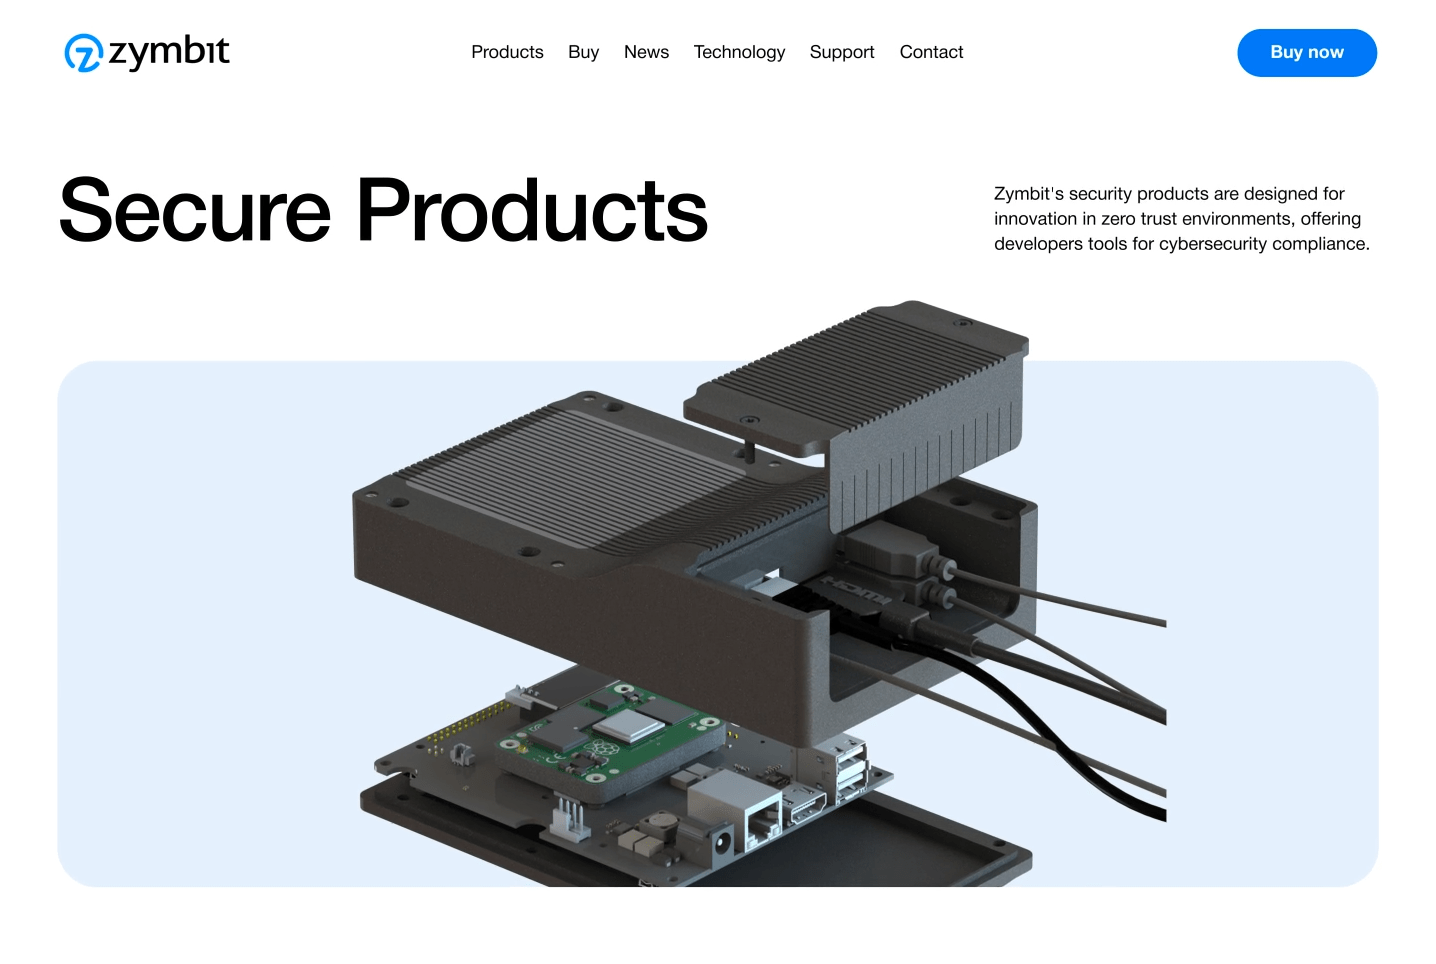 zymbit
Products Buy News Technology Support Contact
Buy now
Secure Products
Zymbit's security products are designed for
innovation in zero trust environments, offering
developers tools for cybersecurity compliance.
HDMI